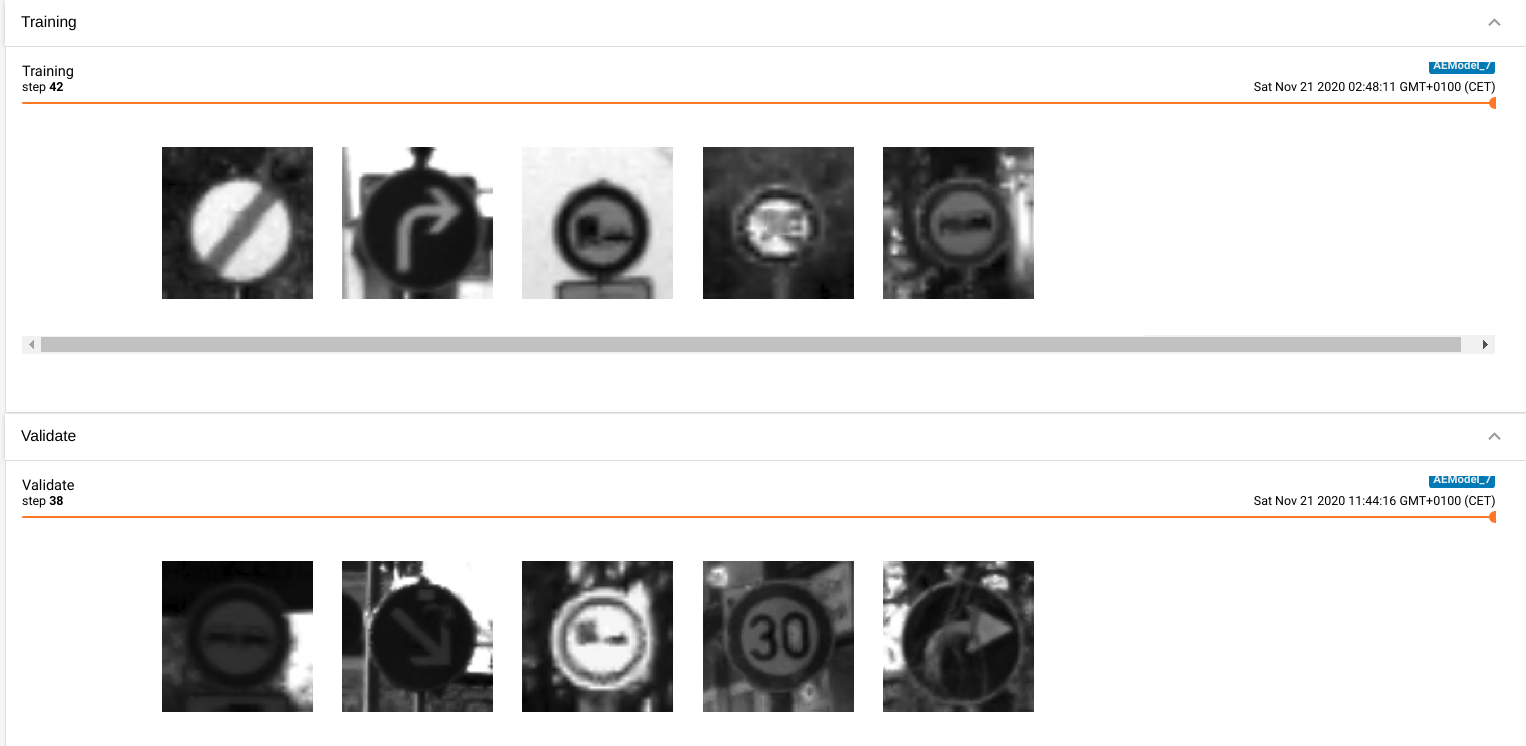 Training
Training
AEModel_7
step 42
Sat Nov 21 2020 02:48:11 GMT+0100 (CET)
Validate
Validate
AEModel_7
step 38
Sat Nov 21 2020 11:44:16 GMT+0100 (CET)
30